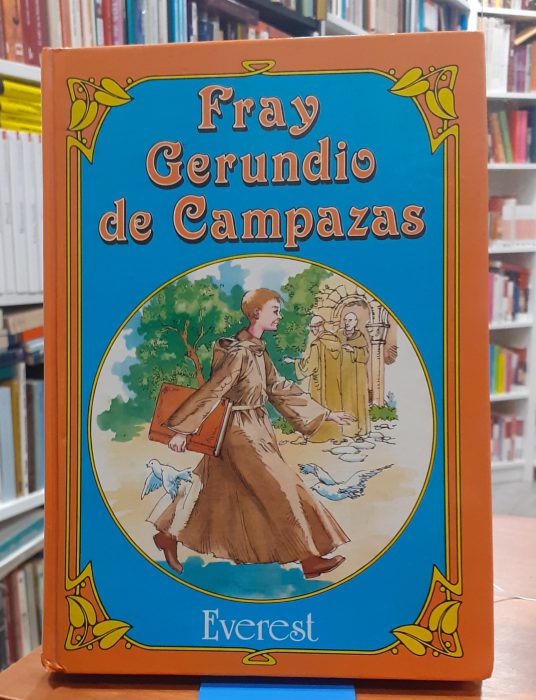 Fray
Gerundio
de Campazas
Everest